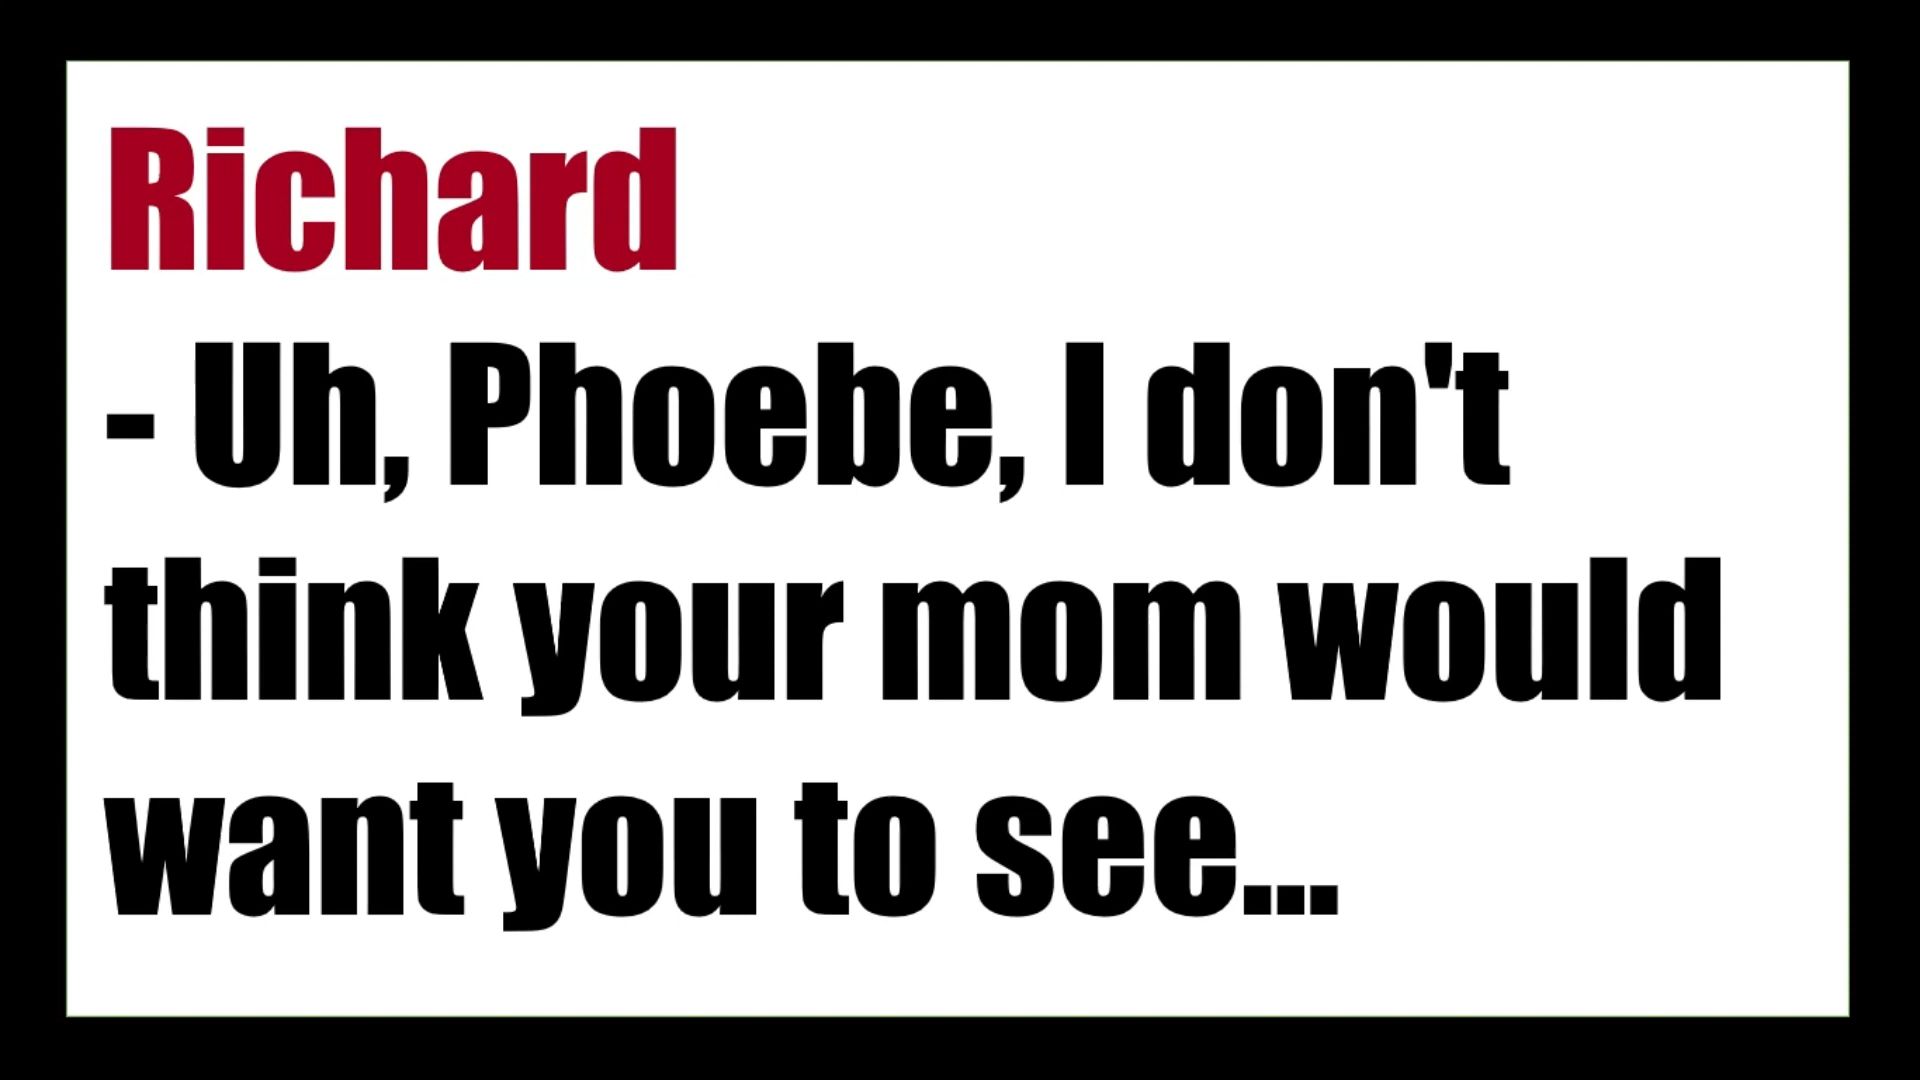 Richard
- Uh, Phoebe, I don't
think your mom would
want you to see...